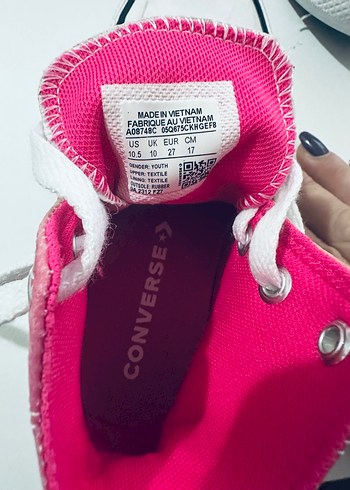 MADE IN VIETNAM
FABRIQUE AU VIETNAM
A08748C 05Q675CKHGEF8
US UK EUR CM
10.5 10 27 17
GENDER: YOUTH
UPPER: TEXTILE
LINING: TEXTILE
OUTSOLE: RUBBER
CONVERSE